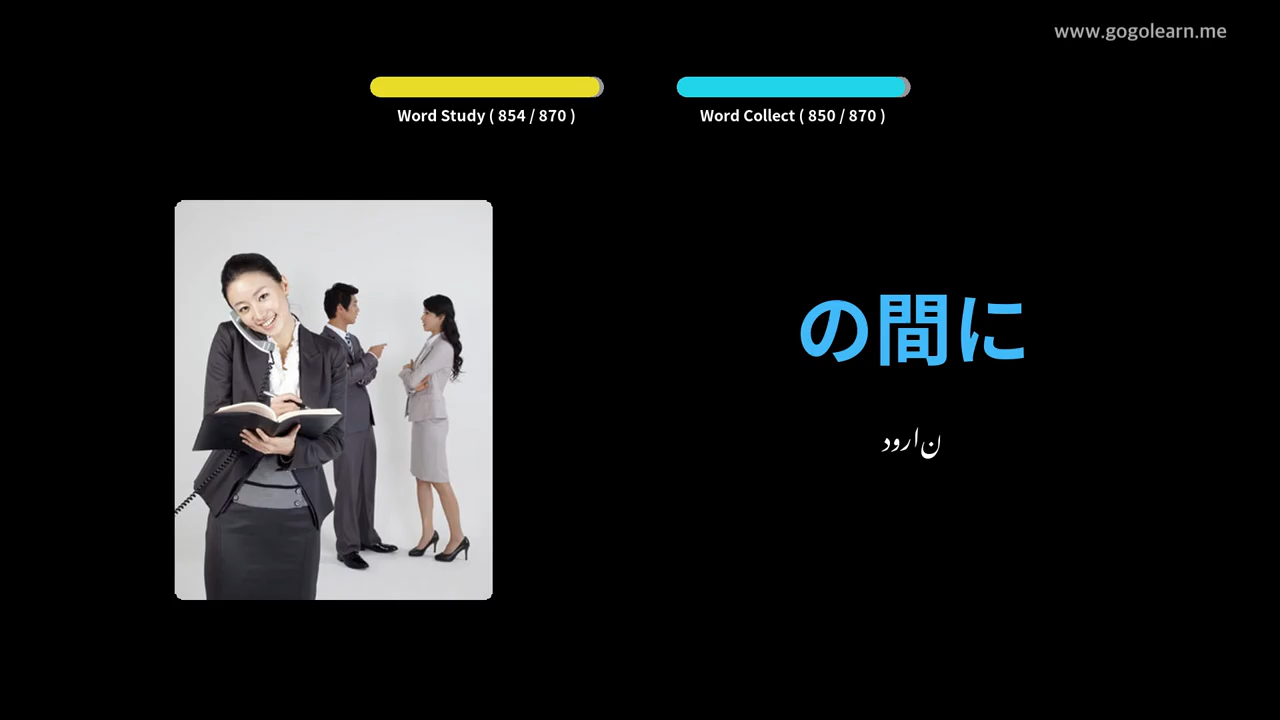 www.gogolearn.me
Word Study ( 854 / 870 )
Word Collect ( 850 / 870 )
の間に
ن ارود